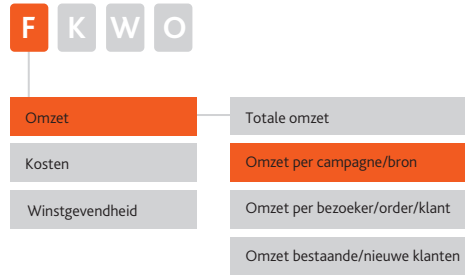 F K W O
Omzet
Totale omzet
Kosten
Omzet per campagne/bron
Winstgevendheid
Omzet per bezoeker/order/klant
Omzet bestaande/nieuwe klanten